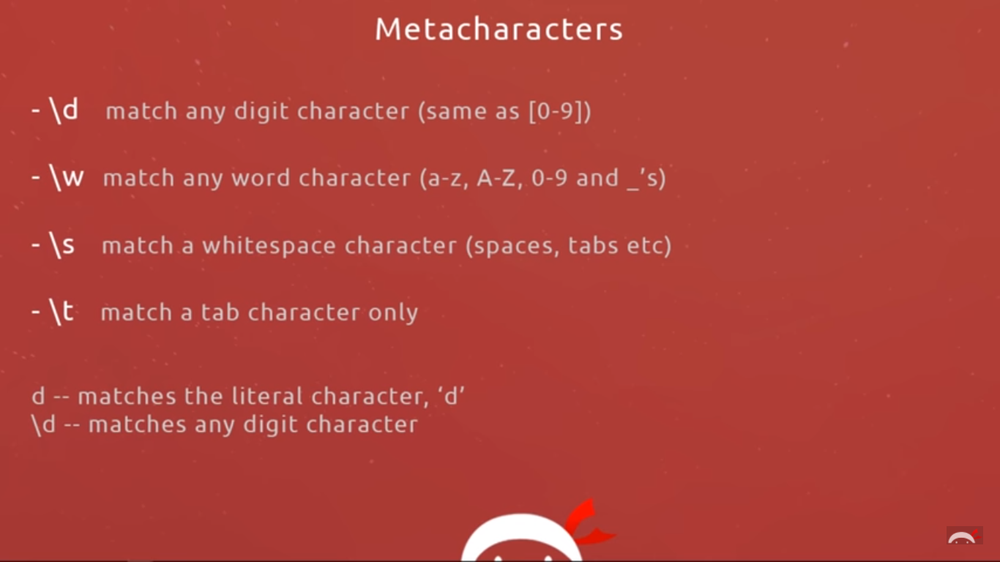 Metacharacters
- \d match any digit character (same as [0-9])
- \w match any word character (a-z, A-Z, 0-9 and _’s)
- \s match a whitespace character (spaces, tabs etc)
- \t match a tab character only
d -- matches the literal character, ‘d’
\d -- matches any digit character